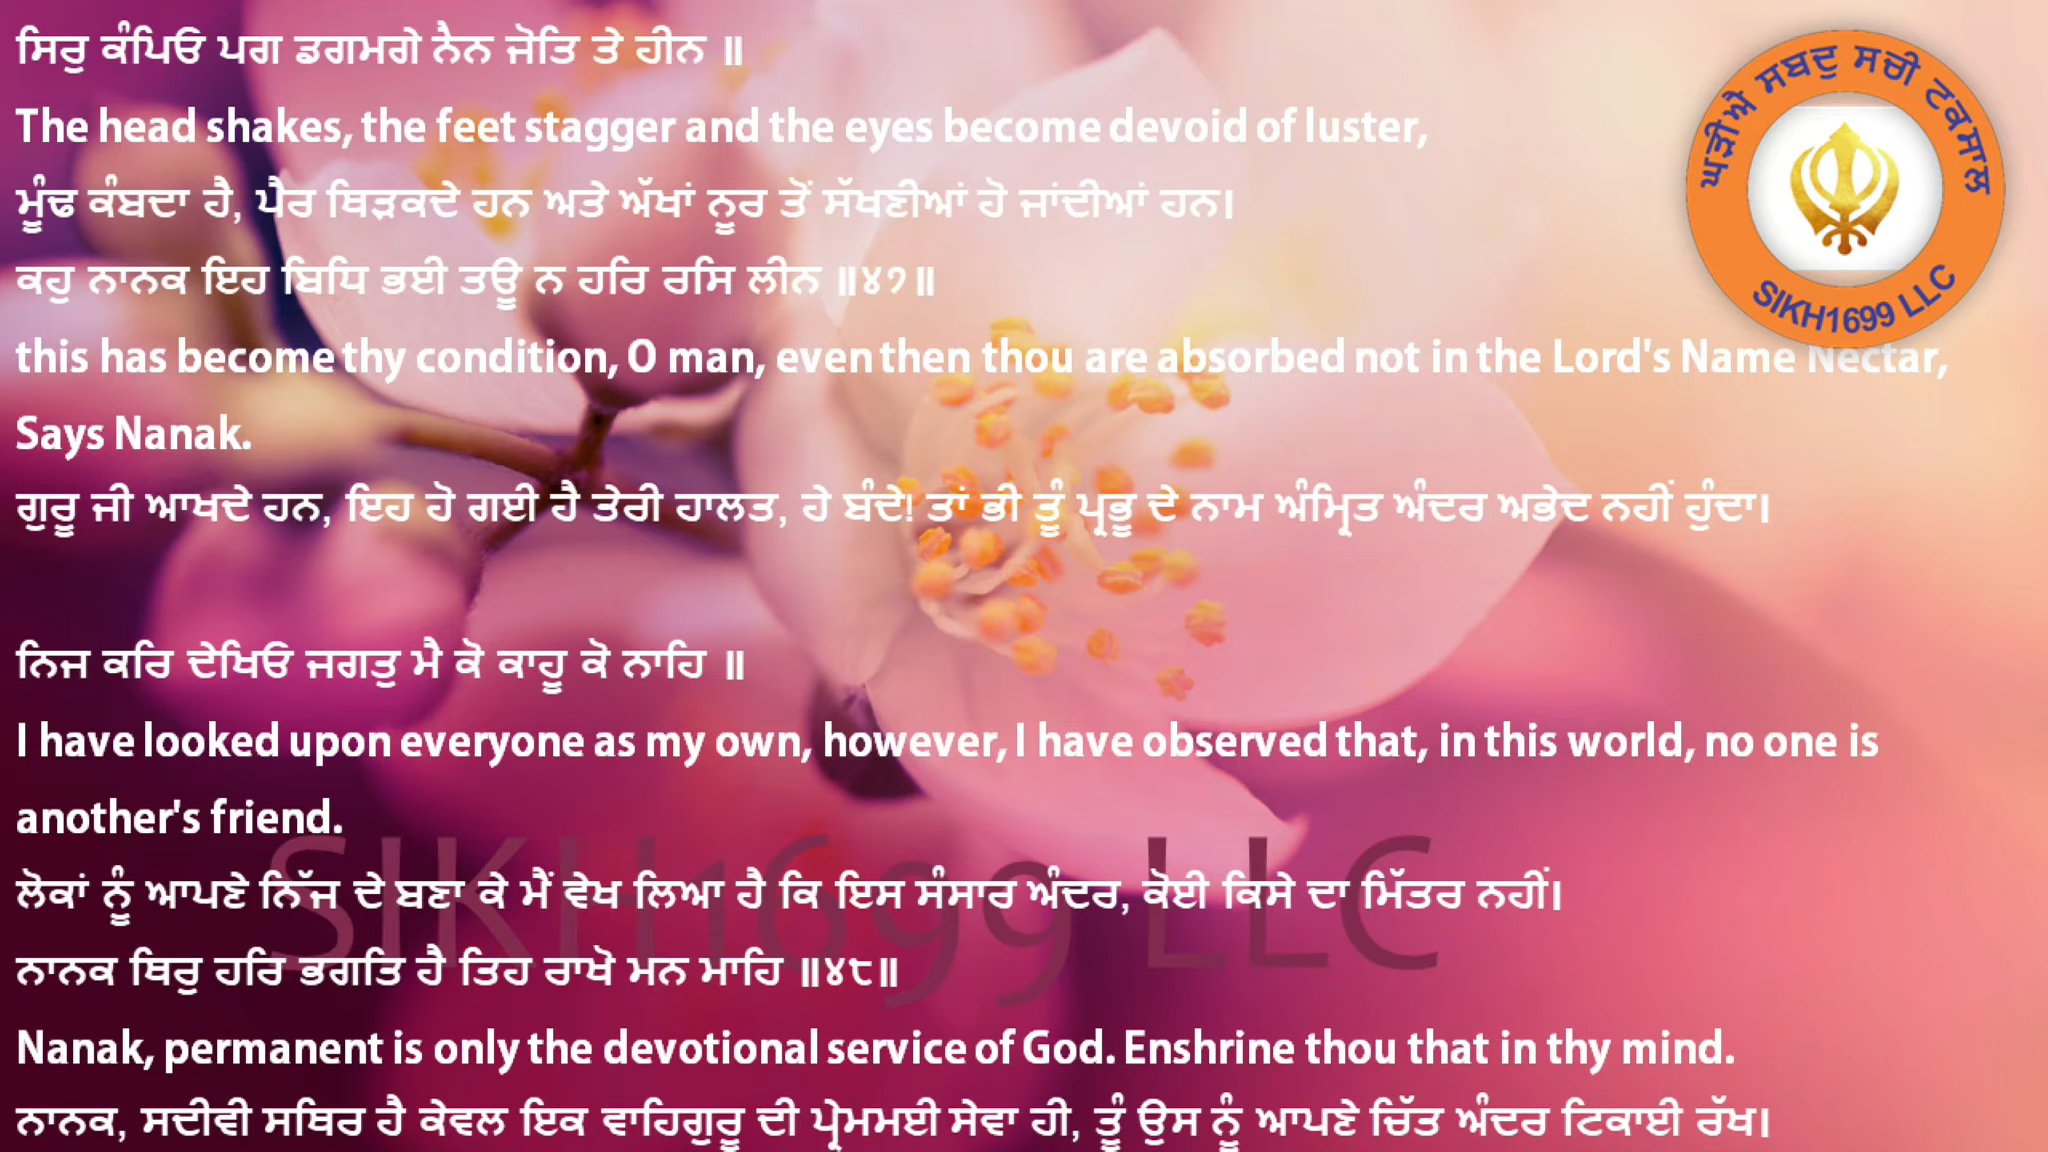 ਸਿਰੁ ਕੰਪਿਓ ਪਗ ਡਗਮਗੇ ਨੈਨ ਜੋਤਿ ਤੇ ਹੀਨ ॥
The head shakes, the feet stagger and the eyes become devoid of luster,
ਮੂੰਢ ਕੰਬਦਾ ਹੈ, ਪੈਰ ਥਿੜਕਦੇ ਹਨ ਅਤੇ ਅੱਖਾਂ ਨੂਰ ਤੋਂ ਸੱਖਣੀਆਂ ਹੋ ਜਾਂਦੀਆਂ ਹਨ।
ਕਹੁ ਨਾਨਕ ਇਹ ਬਿਧਿ ਭਈ ਤਊ ਨ ਹਰਿ ਰਸਿ ਲੀਨ ॥੪੭॥
this has become thy condition, O man, even then thou are absorbed not in the Lord's Name Nectar,
Says Nanak.
ਗੁਰੂ ਜੀ ਆਖਦੇ ਹਨ, ਇਹ ਹੋ ਗਈ ਹੈ ਤੇਰੀ ਹਾਲਤ, ਹੇ ਬੰਦੇ! ਤਾਂ ਭੀ ਤੂੰ ਪ੍ਰਭੂ ਦੇ ਨਾਮ ਅੰਮ੍ਰਿਤ ਅੰਦਰ ਅਭੇਦ ਨਹੀਂ ਹੁੰਦਾ।
ਨਿਜ ਕਰਿ ਦੇਖਿਓ ਜਗਤੁ ਮੈ ਕੋ ਕਾਹੂ ਕੋ ਨਾਹਿ ॥
I have looked upon everyone as my own, however, I have observed that, in this world, no one is
another's friend.
ਲੋਕਾਂ ਨੂੰ ਆਪਣੇ ਨਿੱਜ ਦੇ ਬਣਾ ਕੇ ਮੈਂ ਵੇਖ ਲਿਆ ਹੈ ਕਿ ਇਸ ਸੰਸਾਰ ਅੰਦਰ, ਕੋਈ ਕਿਸੇ ਦਾ ਮਿੱਤਰ ਨਹੀਂ।
ਨਾਨਕ ਥਿਰੁ ਹਰਿ ਭਗਤਿ ਹੈ ਤਿਹ ਰਾਖੋ ਮਨ ਮਾਹਿ ॥੪੮॥
Nanak, permanent is only the devotional service of God. Enshrine thou that in thy mind.
ਨਾਨਕ, ਸਦੀਵੀ ਸਥਿਰ ਹੈ ਕੇਵਲ ਇਕ ਵਾਹਿਗੁਰੂ ਦੀ ਪ੍ਰੇਮਮਈ ਸੇਵਾ ਹੀ, ਤੂੰ ਉਸ ਨੂੰ ਆਪਣੇ ਚਿੱਤ ਅੰਦਰ ਟਿਕਾਈ ਰੱਖ।
ਘੜੀਐ ਸਬਦੁ ਸਚੀ ਟਕਸਾਲ
SIKH1699 LLC
SIKH1699 LLC